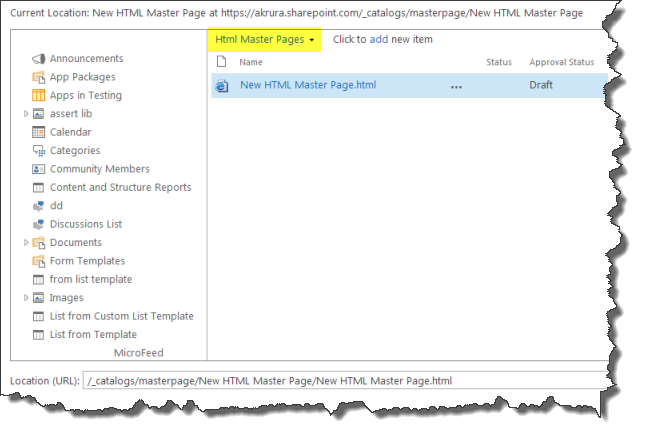 Current Location: New HTML Master Page at https://akrura.sharepoint.com/_catalogs/masterpage/New HTML Master Page
Html Master Pages Click to add new item
Name Status Approval Status
New HTML Master Page.html ... Draft
Announcements
App Packages
Apps in Testing
assert lib
Calendar
Categories
Community Members
Content and Structure Reports
dd
Discussions List
Documents
Form Templates
from list template
Images
List from Custom List Template
List from Template
MicroFeed
Location (URL): /_catalogs/masterpage/New HTML Master Page/New HTML Master Page.html